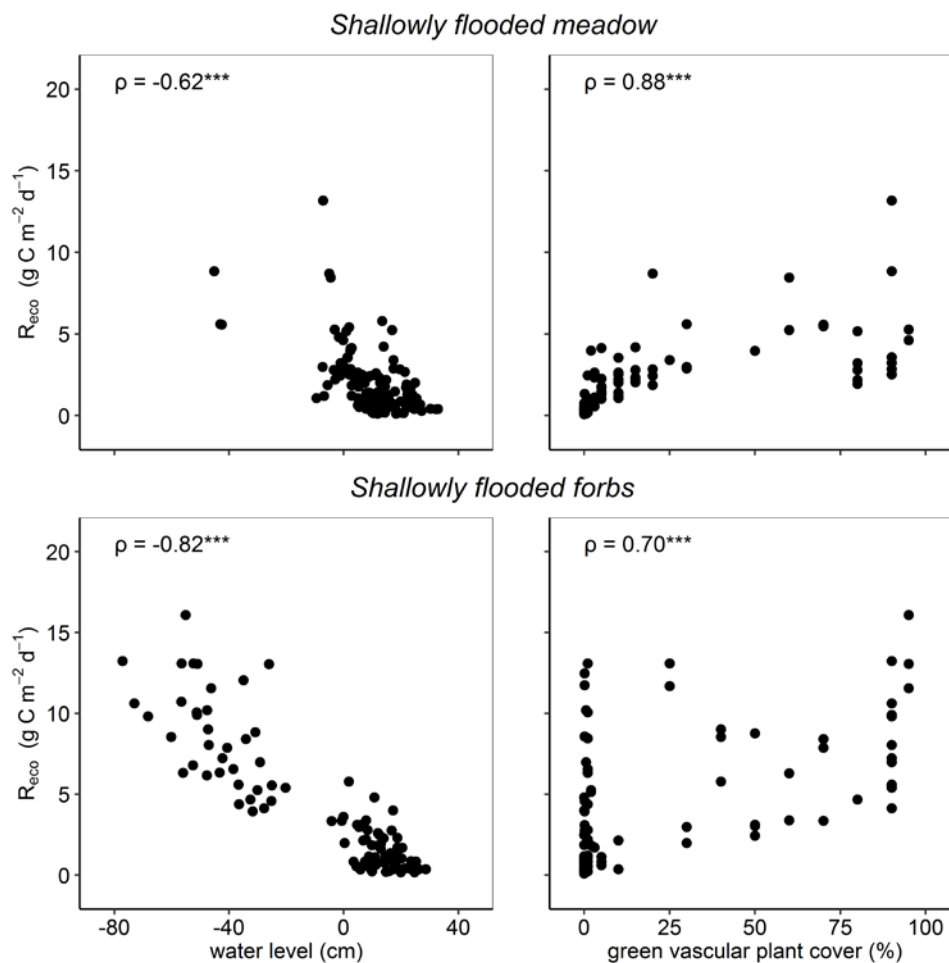 Shallowly flooded meadow
ρ = -0.62***
ρ = 0.88***
20
15
10
5
0
R_eco (g C m⁻² d⁻¹)
Shallowly flooded forbs
ρ = -0.82***
ρ = 0.70***
20
15
10
5
0
R_eco (g C m⁻² d⁻¹)
-80 -40 0 40
0 25 50 75 100
water level (cm)
green vascular plant cover (%)